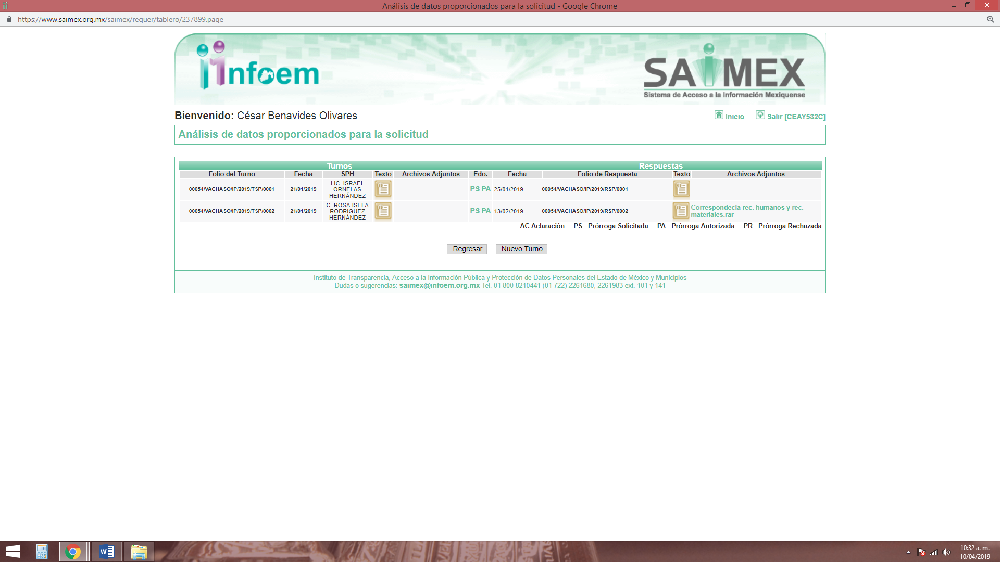 Análisis de datos proporcionados para la solicitud - Google Chrome
https://www.saimex.org.mx/saimex/requer/tablero/237899.page
infoem
SAIMEX
Sistema de Acceso a la Información Mexiquense
Bienvenido: César Benavides Olivares
Inicio Salir [CEAY532C]
Análisis de datos proporcionados para la solicitud
Turnos Respuestas
Folio del Turno Fecha SPH Texto Archivos Adjuntos Edo. Fecha Folio de Respuesta Texto Archivos Adjuntos
00054/VACHASO/IP/2019/TSP/0001 21/01/2019 LIC. ISRAEL ORNELAS HERNÁNDEZ PS PA 25/01/2019 00054/VACHASO/IP/2019/RSP/0001
00054/VACHASO/IP/2019/TSP/0002 21/01/2019 C. ROSA ISELA RODRIGUEZ HERNÁNDEZ PS PA 13/02/2019 00054/VACHASO/IP/2019/RSP/0002 Correspondecia rec. humanos y rec. materiales.rar
AC Aclaración PS - Prórroga Solicitada PA - Prórroga Autorizada PR - Prórroga Rechazada
Regresar Nuevo Turno
Instituto de Transparencia, Acceso a la Información Pública y Protección de Datos Personales del Estado de México y Municipios
Dudas o sugerencias: saimex@infoem.org.mx Tel. 01 800 8210441 (01 722) 2261680, 2261983 ext. 101 y 141
10:32 a. m.
10/04/2019